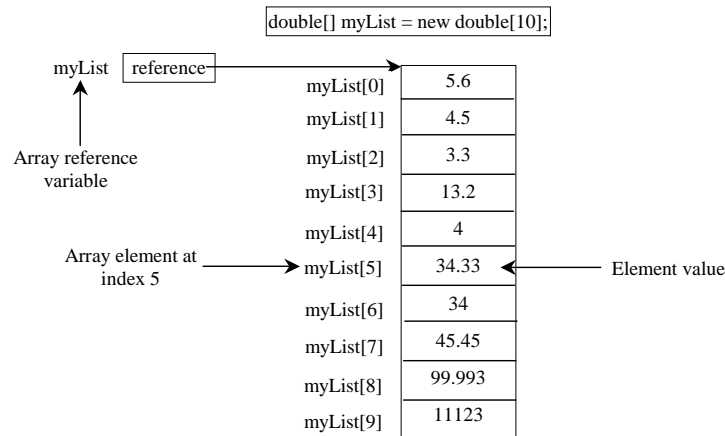 double[] myList = new double[10];
myList reference
Array reference
variable
myList[0] 5.6
myList[1] 4.5
myList[2] 3.3
myList[3] 13.2
myList[4] 4
Array element at
index 5
myList[5] 34.33
Element value
myList[6] 34
myList[7] 45.45
myList[8] 99.993
myList[9] 11123